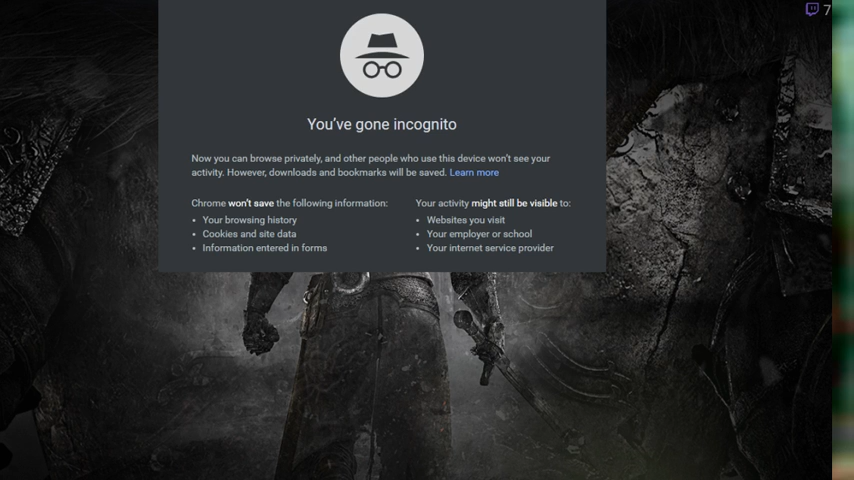 7
You've gone incognito
Now you can browse privately, and other people who use this device won't see your
activity. However, downloads and bookmarks will be saved. Learn more
Chrome won't save the following information:
Your browsing history
Cookies and site data
Information entered in forms
Your activity might still be visible to:
Websites you visit
Your employer or school
Your internet service provider